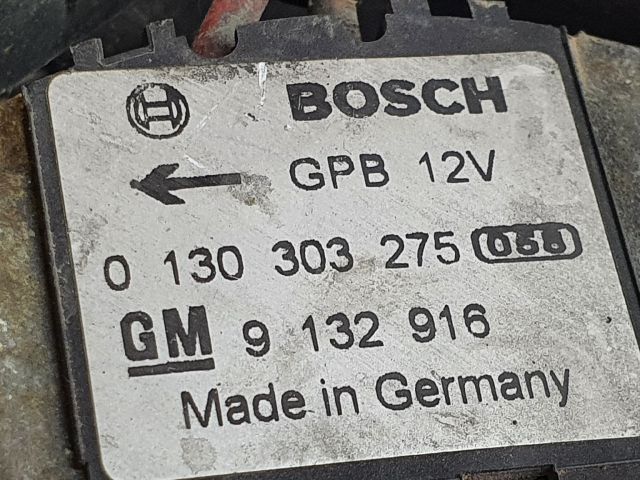 BOSCH
GPB 12V
0 130 303 275
GM 9 132 916
Made in Germany